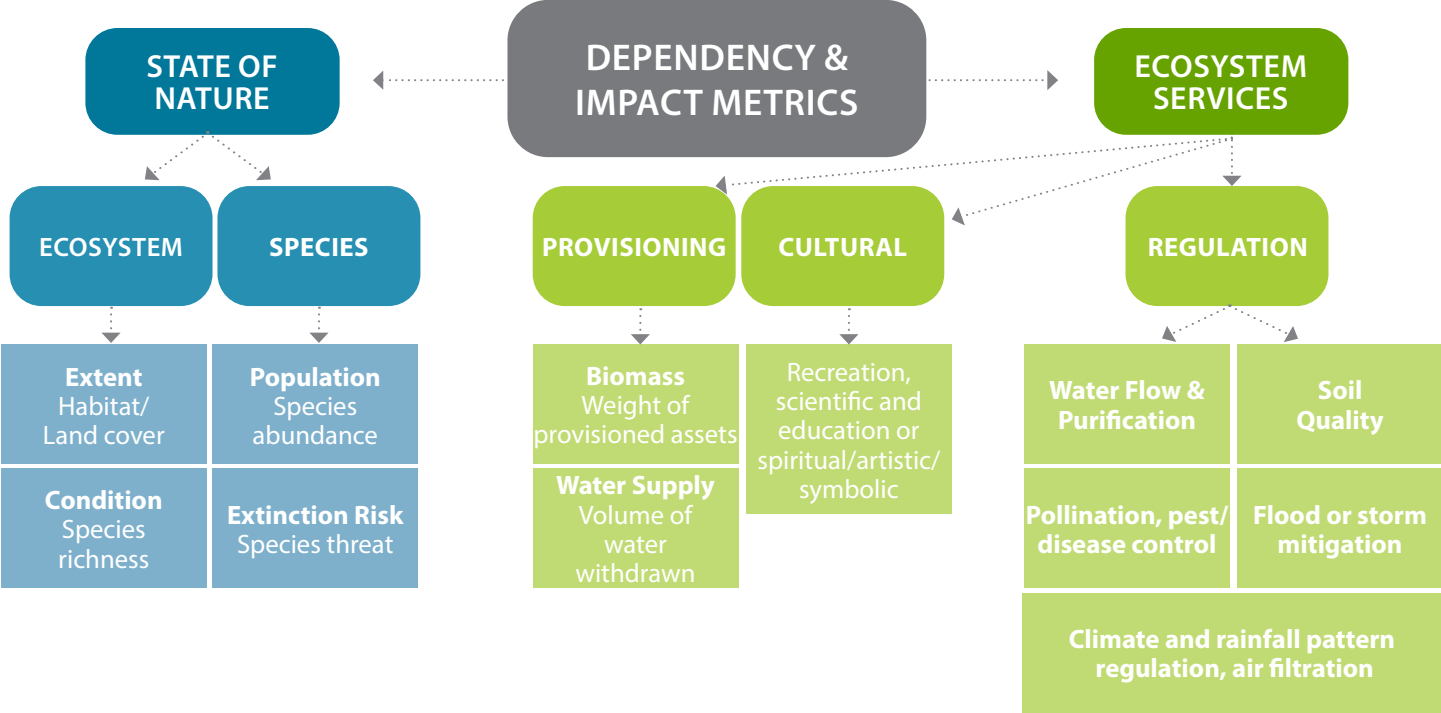 STATE OF
NATURE
DEPENDENCY &
IMPACT METRICS
ECOSYSTEM
SERVICES
ECOSYSTEM
SPECIES
PROVISIONING
CULTURAL
REGULATION
Extent
Habitat/
Land cover
Population
Species
abundance
Condition
Species
richness
Extinction Risk
Species threat
Biomass
Weight of
provisioned assets
Water Supply
Volume of
water
withdrawn
Recreation,
scientific and
education or
spiritual/artistic/
symbolic
Water Flow &
Purification
Soil
Quality
Pollination, pest/
disease control
Flood or storm
mitigation
Climate and rainfall pattern
regulation, air filtration